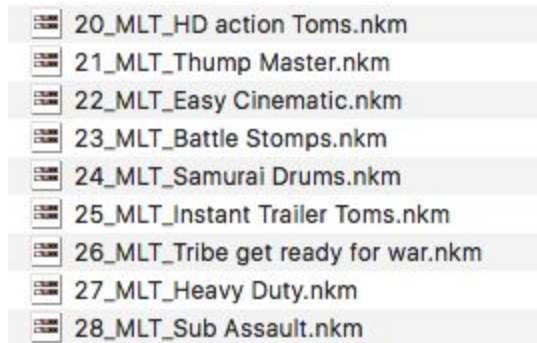 20_MLT_HD action Toms.nkm
21_MLT_Thump Master.nkm
22_MLT_Easy Cinematic.nkm
23_MLT_Battle Stomps.nkm
24_MLT_Samurai Drums.nkm
25_MLT_Instant Trailer Toms.nkm
26_MLT_Tribe get ready for war.nkm
27_MLT_Heavy Duty.nkm
28_MLT_Sub Assault.nkm